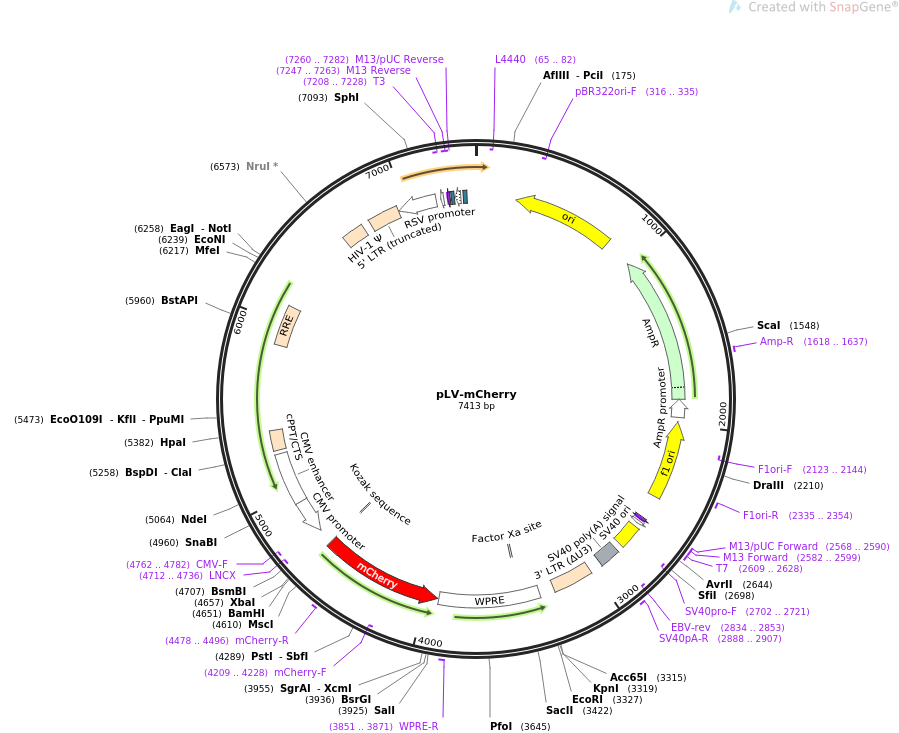 Created with SnapGene®
(7260 .. 7282) M13/pUC Reverse
(7247 .. 7263) M13 Reverse
(7208 .. 7228) T3
(7093) SphI
L4440 (65 .. 82)
AflIII - PciI (175)
pBR322ori-F (316 .. 335)
(6573) NruI *
(6258) EagI - NotI
(6239) EcoNI
(6217) MfeI
(5960) BstAPI
(5473) EcoO109I - KflI - PpuMI
(5382) HpaI
(5258) BspDI - ClaI
(5064) NdeI
(4960) SnaBI
(4762 .. 4782) CMV-F
(4712 .. 4736) LNCX
(4707) BsmBI
(4657) XbaI
(4651) BamHI
(4610) MscI
(4478 .. 4496) mCherry-R
(4289) PstI - SbfI
(4209 .. 4228) mCherry-F
(3955) SgrAI - XcmI
(3936) BsrGI
(3925) SalI
(3851 .. 3871) WPRE-R
PfoI (3645)
SacII (3422)
EcoRI (3327)
KpnI (3319)
Acc65I (3315)
ScaI (1548)
Amp-R (1618 .. 1637)
F1ori-F (2123 .. 2144)
DraIII (2210)
F1ori-R (2335 .. 2354)
M13/pUC Forward (2568 .. 2590)
M13 Forward (2582 .. 2599)
T7 (2609 .. 2628)
AvrII (2644)
SfiI (2698)
SV40pro-F (2702 .. 2721)
EBV-rev (2834 .. 2853)
SV40pA-R (2888 .. 2907)
1000
2000
3000
4000
5000
6000
7000
RSV promoter
5' LTR (truncated)
HIV-1 Ψ
RRE
cPPT/CTS
CMV enhancer
CMV promoter
Kozak sequence
mCherry
WPRE
Factor Xa site
3' LTR (ΔU3)
SV40 poly(A) signal
SV40 ori
f1 ori
AmpR promoter
AmpR
ori
pLV-mCherry
7413 bp